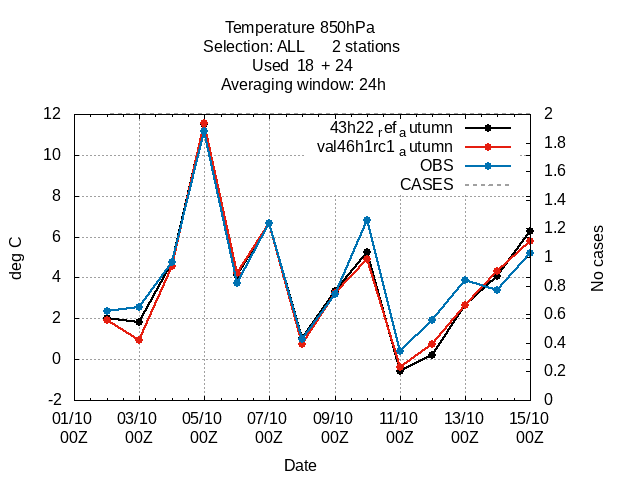 Temperature 850hPa
Selection: ALL 2 stations
Used 18 + 24
Averaging window: 24h
43h22 ref autumn
val46h1rc1 autumn
OBS
CASES
deg C
12
10
8
6
4
2
0
-2
2
1.8
1.6
1.4
1.2
1
0.8
0.6
0.4
0.2
0
No cases
01/10 03/10 05/10 07/10 09/10 11/10 13/10 15/10
00Z 00Z 00Z 00Z 00Z 00Z 00Z 00Z
Date